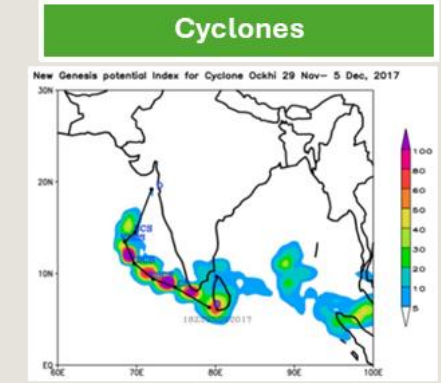 Cyclones
New Genesis potential Index for Cyclone Ockhi 29 Nov– 5 Dec, 2017
30N
20N
10N
EQ
60E
70E
80E
90E
100E
100
80
60
50
40
30
20
10
5
D
CS